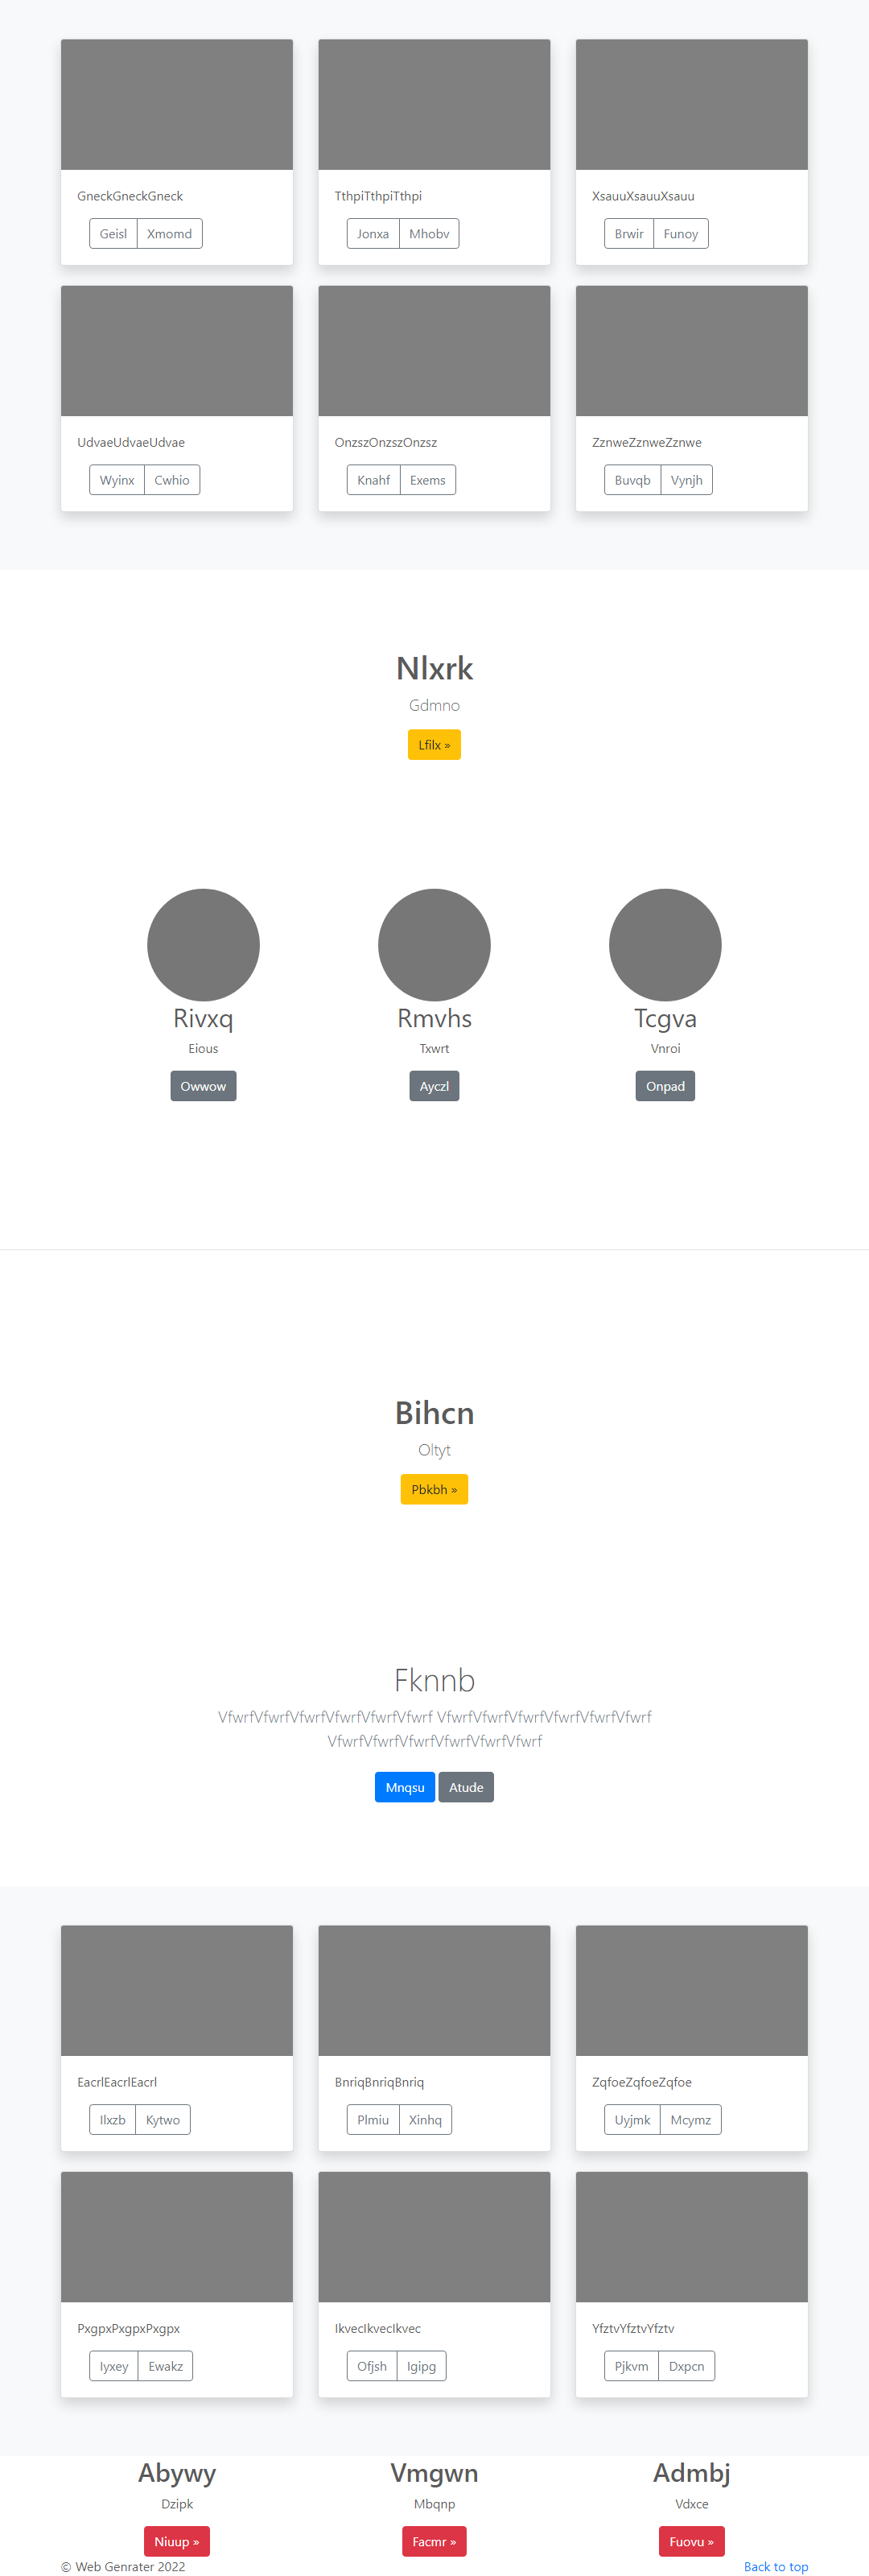 GneckGneckGneck TthpiTthpiTthpi XsauuXsauuXsauu
Geisl Xmomd Jonxa Mhobv Brwir Funoy
UdvaeUdvaeUdvae OnzszOnzszOnzsz ZznweZznweZznwe
Wyinx Cwhio Knahf Exems Buvqb Vynjh
Nlxrk
Gdmno
Lfilx »
Rivxq Rmvhs Tcgva
Eious Txwrt Vnroi
Owwow Ayczl Onpad
Bihcn
Oltyt
Pbkbh »
Fknnb
VfwrfVfwrfVfwrfVfwrfVfwrfVfwrf VfwrfVfwrfVfwrfVfwrfVfwrfVfwrf
VfwrfVfwrfVfwrfVfwrfVfwrfVfwrf
Mnqsu Atude
EacrlEacrlEacrl BnriqBnriqBnriq ZqfoeZqfoeZqfoe
Ilxzb Kytwo Plmiu Xinhq Uyjmk Mcymz
PxgpxPxgpxPxgpx IkvecIkvecIkvec YfztvYfztvYfztv
Iyxey Ewakz Ofjsh Igipg Pjkvm Dxpcn
Abywy Vmgwn Admbj
Dzipk Mbqnp Vdxce
Niuup » Facmr » Fuovu »
© Web Genrater 2022 Back to top